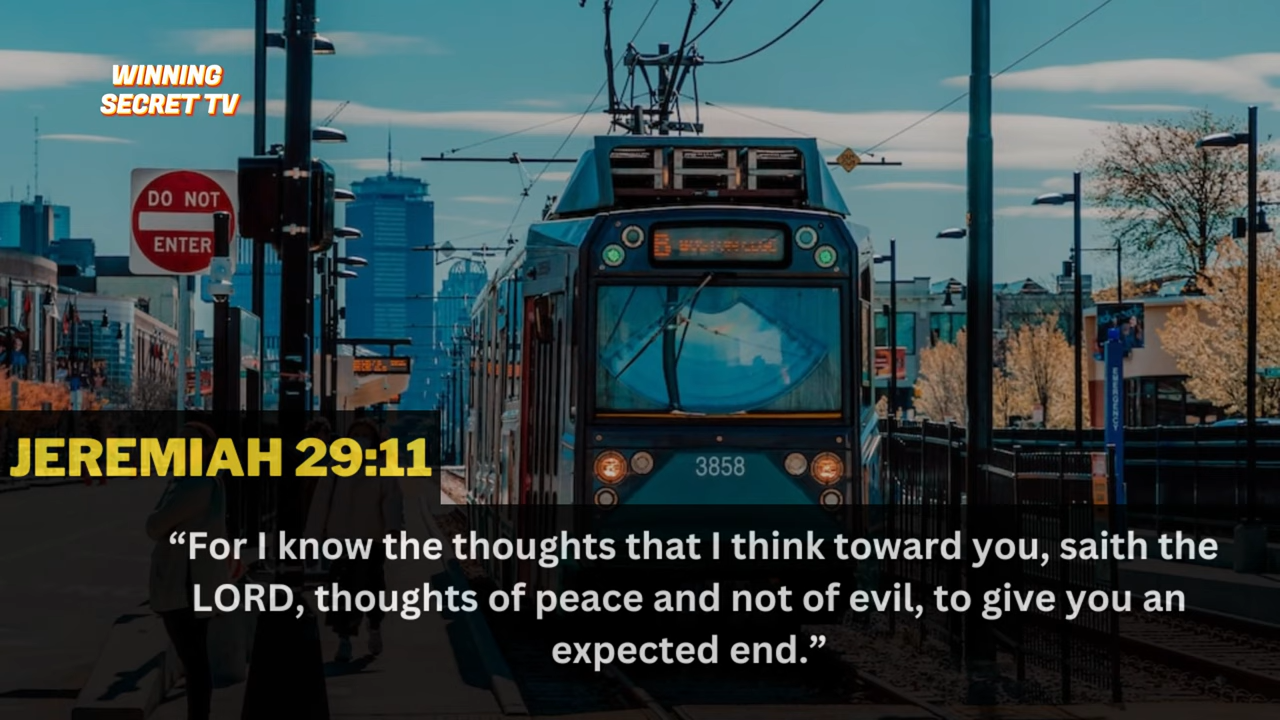 WINNING
SECRET TV
DO NOT
ENTER
B
3858
EMERGENCY
JEREMIAH 29:11
“For I know the thoughts that I think toward you, saith the
LORD, thoughts of peace and not of evil, to give you an
expected end.”